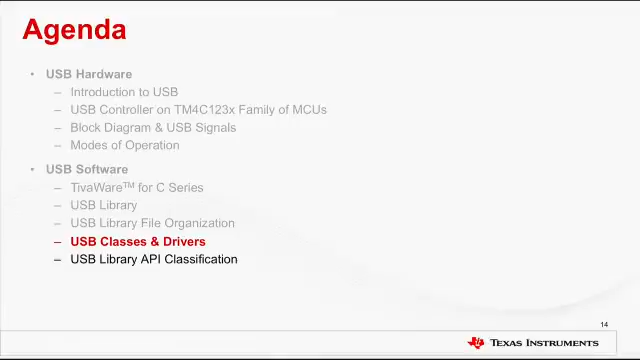 Agenda
• USB Hardware
– Introduction to USB
– USB Controller on TM4C123x Family of MCUs
– Block Diagram & USB Signals
– Modes of Operation
• USB Software
– TivaWare™ for C Series
– USB Library
– USB Library File Organization
– USB Classes & Drivers
– USB Library API Classification
14
TEXAS INSTRUMENTS